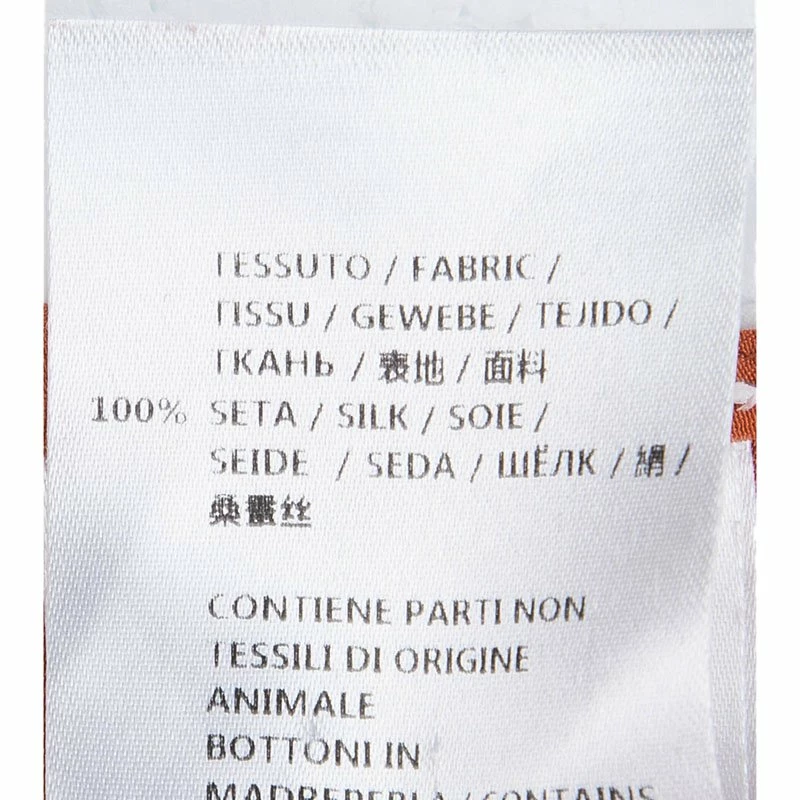 TESSUTO / FABRIC /
TISSU / GEWEBE / TEJIDO /
ТКАНЬ / 表地 / 面料
100% SETA / SILK / SOIE /
SEIDE / SEDA / ШЁЛК / 絹 /
桑蚕丝
CONTIENE PARTI NON
TESSILI DI ORIGINE
ANIMALE
BOTTONI IN
MADREPERLA / CONTAINS